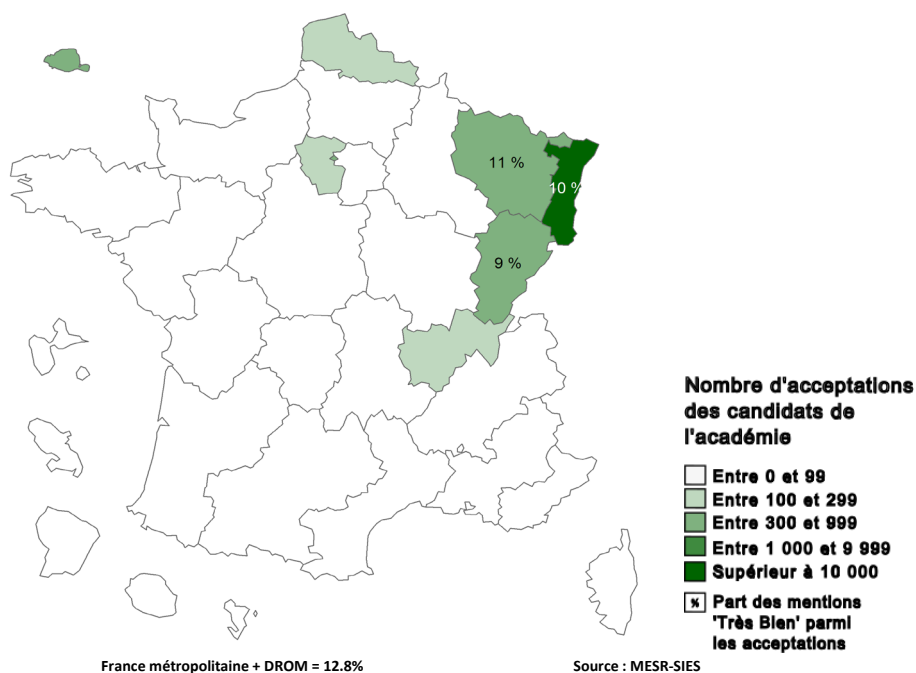 11 %
10 %
9 %
Nombre d'acceptations
des candidats de
l'académie
Entre 0 et 99
Entre 100 et 299
Entre 300 et 999
Entre 1 000 et 9 999
Supérieur à 10 000
% Part des mentions
'Très Bien' parmi
les acceptations
France métropolitaine + DROM = 12.8%
Source : MESR-SIES